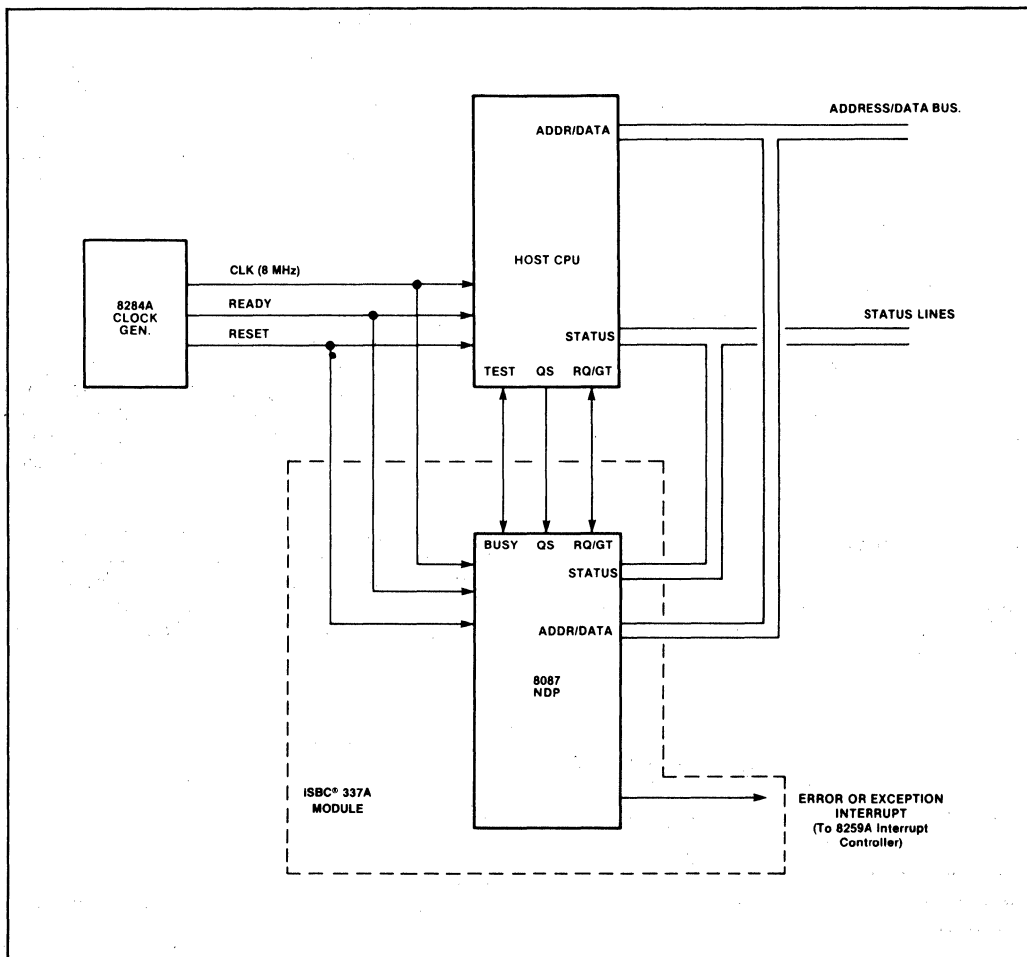 ADDRESS/DATA BUS.
ADDR/DATA
HOST CPU
CLK (8 MHz)
8284A
CLOCK
GEN.
READY
RESET
STATUS LINES
STATUS
TEST QS RQ/GT
BUSY QS RQ/GT
STATUS
ADDR/DATA
8087
NDP
iSBC® 337A
MODULE
ERROR OR EXCEPTION
INTERRUPT
(To 8259A Interrupt
Controller)